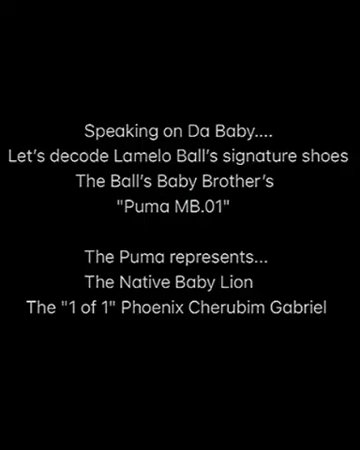 Speaking on Da Baby....
Let's decode Lamelo Ball's signature shoes
The Ball's Baby Brother's
"Puma MB.01"
The Puma represents...
The Native Baby Lion
The "1 of 1" Phoenix Cherubim Gabriel